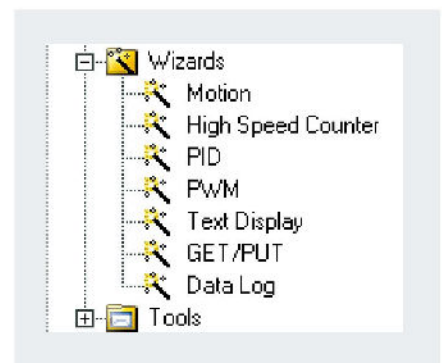 Wizards
Motion
High Speed Counter
PID
PWM
Text Display
GET/PUT
Data Log
Tools